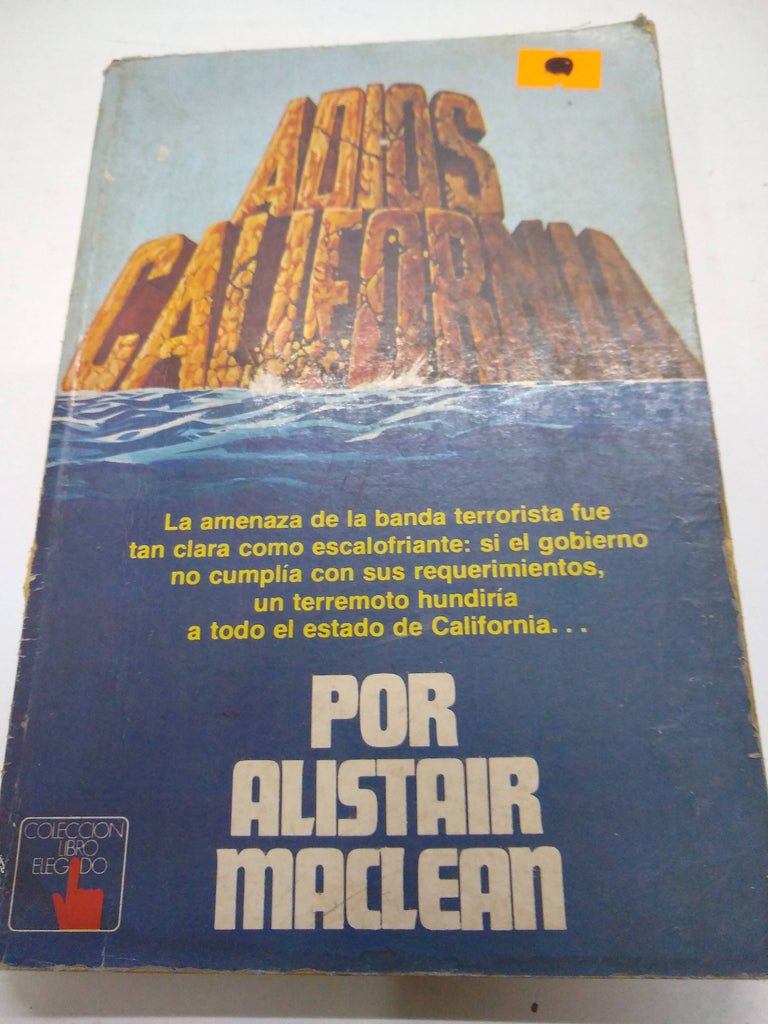 ADIOS
CALIFORNIA
La amenaza de la banda terrorista fue
tan clara como escalofriante: si el gobierno
no cumplía con sus requerimientos,
un terremoto hundiría
a todo el estado de California...
POR
ALISTAIR
MACLEAN
COLECCION
LIBRO
ELEGIDO